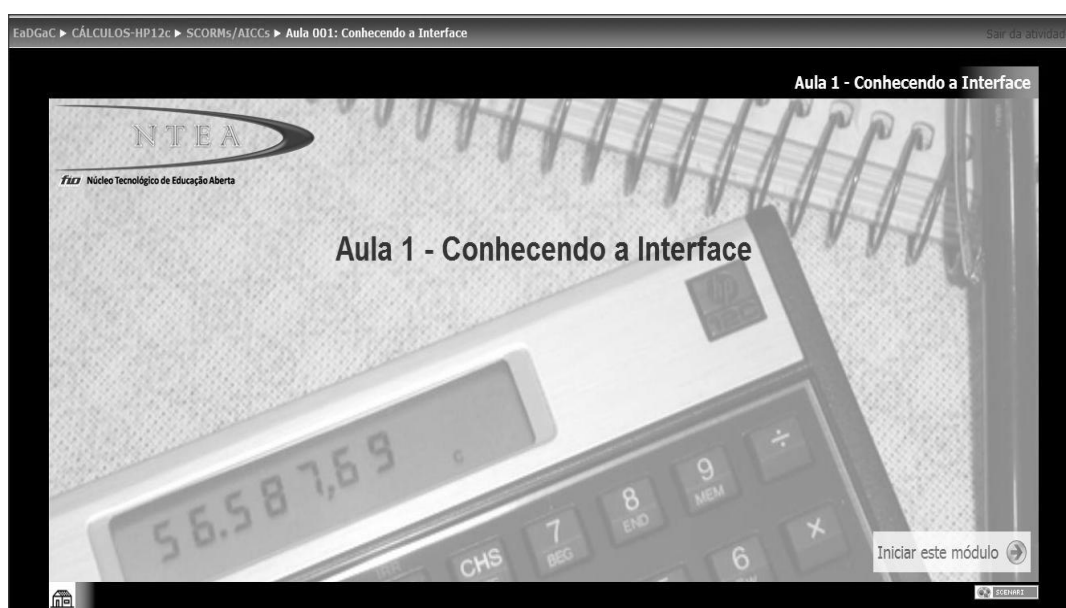 EaDGaC ► CÁLCULOS-HP12c ► SCORMs/AICCs ► Aula 001: Conhecendo a Interface
Sair da atividad
Aula 1 - Conhecendo a Interface
NTEA
fio Núcleo Tecnológico de Educação Aberta
Aula 1 - Conhecendo a Interface
hp
12C
56.587,69
C
CHS
7
BEG
8
END
9
MEM
÷
6
×
Iniciar este módulo
SCENARI